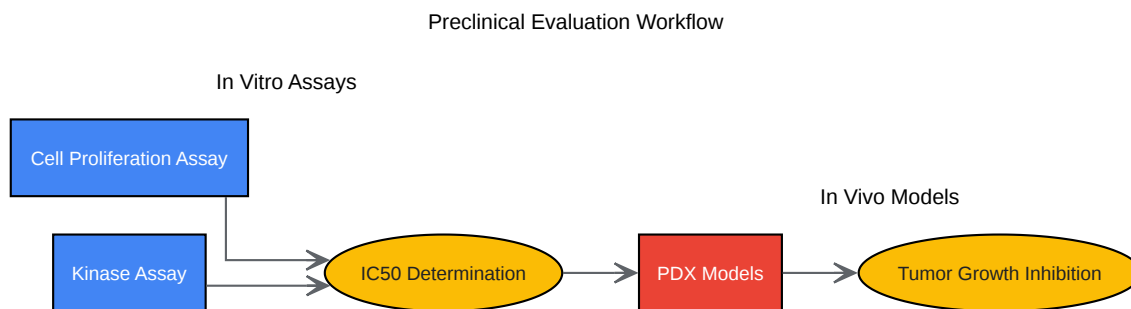 Preclinical Evaluation Workflow
In Vitro Assays
Cell Proliferation Assay
In Vivo Models
Kinase Assay
IC50 Determination
PDX Models
Tumor Growth Inhibition